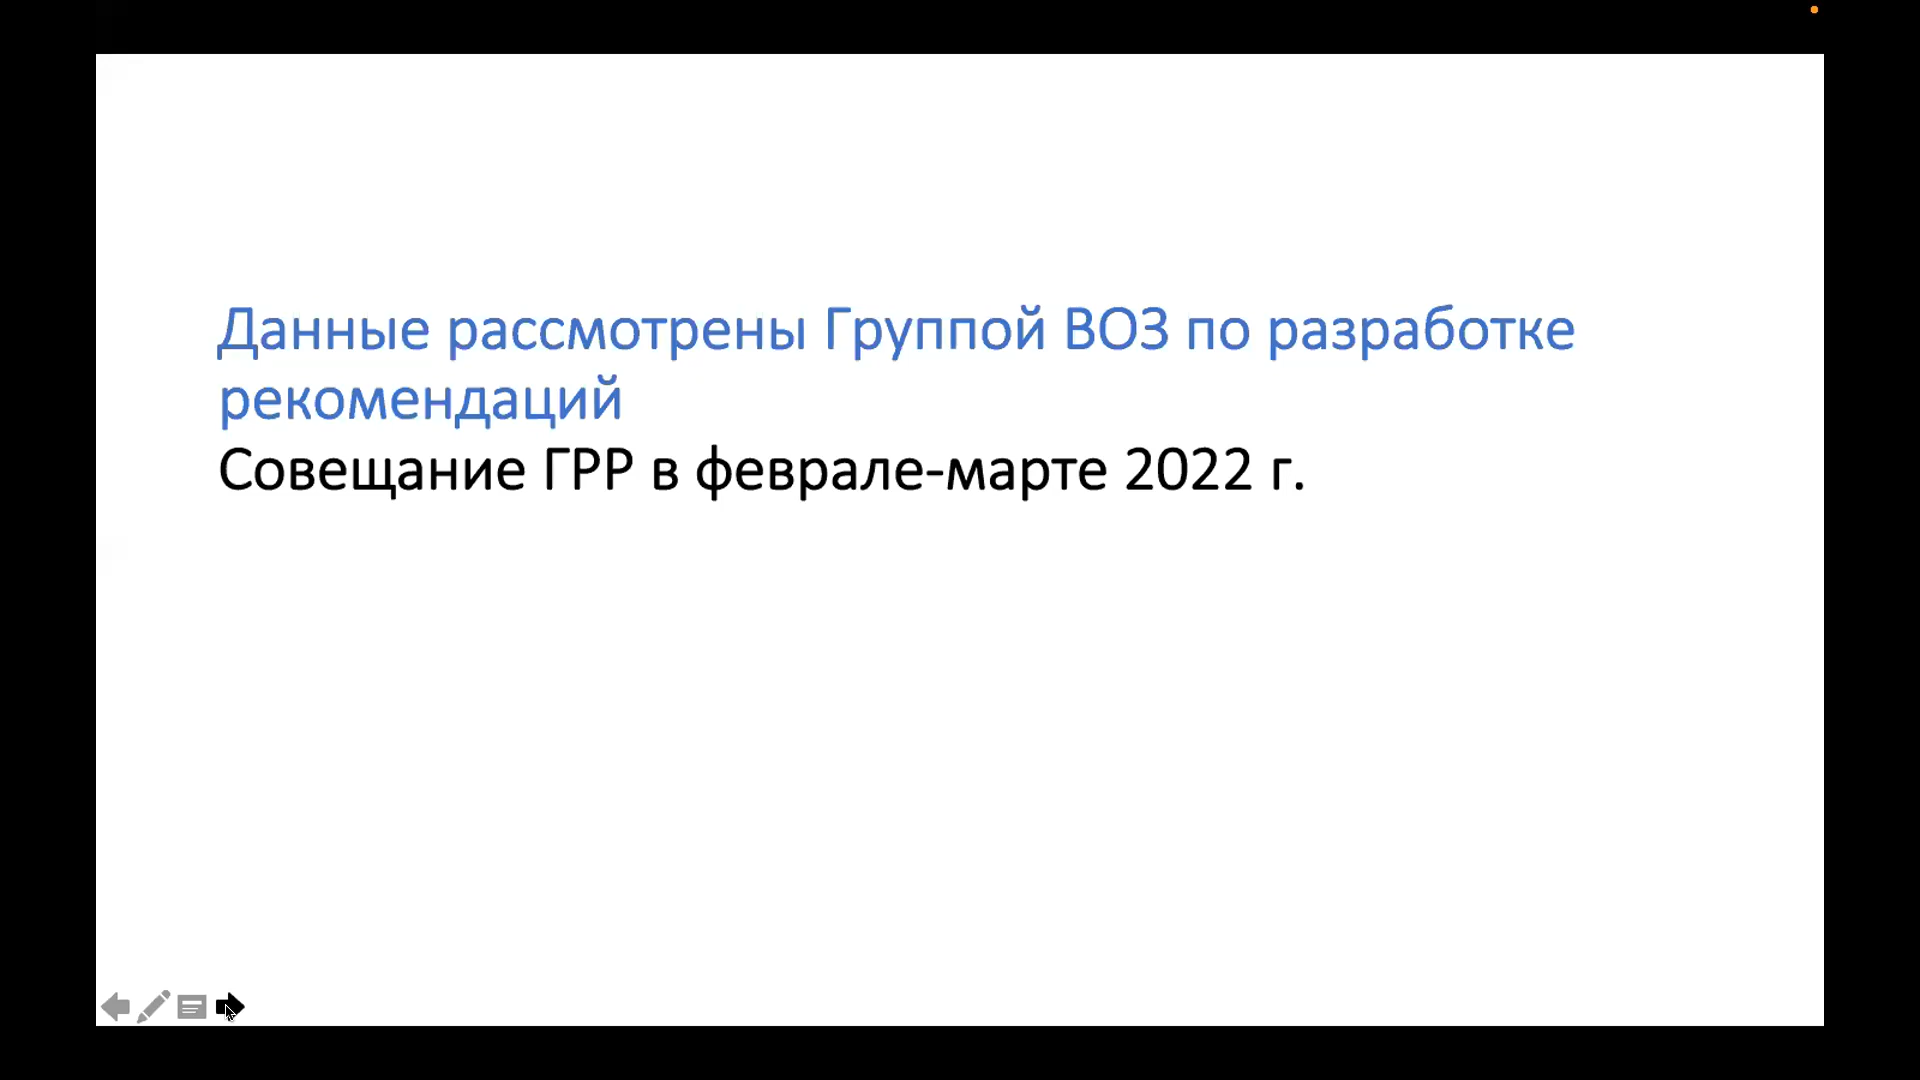 Данные рассмотрены Группой ВОЗ по разработке
рекомендаций
Совещание ГРР в феврале-марте 2022 г.